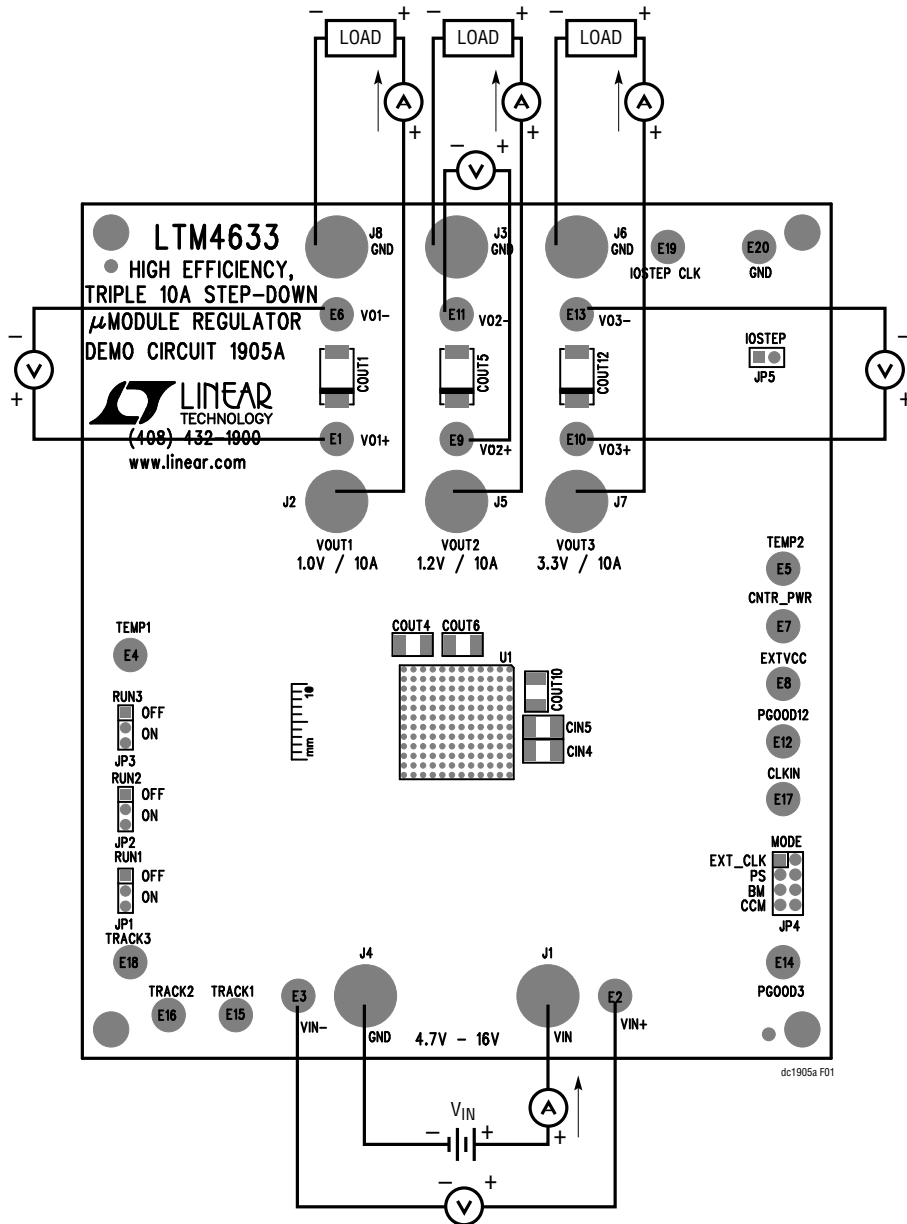 - LOAD +
- LOAD +
- LOAD +
A
+
A
+
A
+
- V +
LTM4633
HIGH EFFICIENCY,
TRIPLE 10A STEP-DOWN
µMODULE REGULATOR
DEMO CIRCUIT 1905A
LINEAR
TECHNOLOGY
(408) 432-1900
www.linear.com
J8
GND
J3
GND
J6
GND
E19
IOSTEP CLK
E20
GND
E6 VO1-
E11 VO2-
E13 VO3-
-
V
+
-
V
+
COUT1
COUT5
COUT12
IOSTEP
JP5
E1 VO1+
E9 VO2+
E10 VO3+
J2
J5
J7
VOUT1
1.0V / 10A
VOUT2
1.2V / 10A
VOUT3
3.3V / 10A
TEMP2
E5
CNTR_PWR
E7
EXTVCC
E8
PGOOD12
E12
CLKIN
E17
TEMP1
E4
COUT4 COUT6
U1
COUT10
CIN5
CIN4
10
mm
RUN3
OFF
ON
JP3
RUN2
OFF
ON
JP2
RUN1
OFF
ON
JP1
MODE
EXT_CLK
PS
BM
CCM
JP4
TRACK3
E18
TRACK2
E16
TRACK1
E15
E3
VIN-
J4
GND
4.7V - 16V
J1
VIN
E2
VIN+
E14
PGOOD3
dc1905a F01
A
+
VIN
- +
- V +